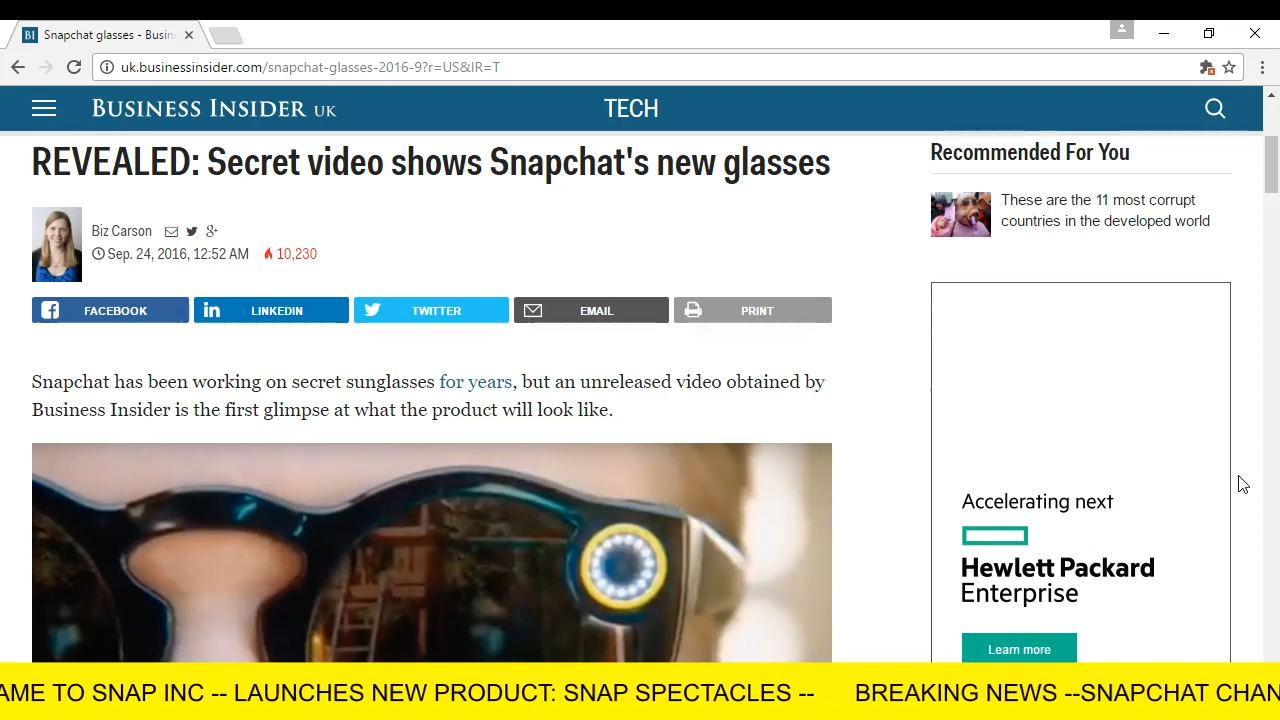 BI Snapchat glasses - Busin
uk.businessinsider.com/snapchat-glasses-2016-9?r=US&IR=T
BUSINESS INSIDER UK
TECH
REVEALED: Secret video shows Snapchat's new glasses
Biz Carson
Sep. 24, 2016, 12:52 AM 10,230
FACEBOOK
LINKEDIN
TWITTER
EMAIL
PRINT
Snapchat has been working on secret sunglasses for years, but an unreleased video obtained by
Business Insider is the first glimpse at what the product will look like.
Recommended For You
These are the 11 most corrupt
countries in the developed world
Accelerating next
Hewlett Packard
Enterprise
Learn more
AME TO SNAP INC -- LAUNCHES NEW PRODUCT: SNAP SPECTACLES -- BREAKING NEWS --SNAPCHAT CHAN